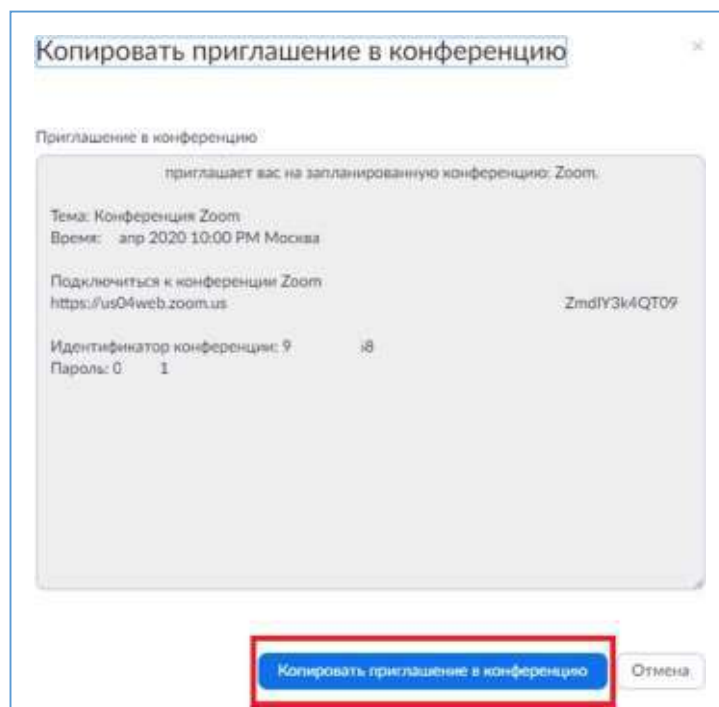 Копировать приглашение в конференцию
×
Приглашение в конференцию
приглашает вас на запланированную конференцию: Zoom.
Тема: Конференция Zoom
Время: апр 2020 10:00 PM Москва
Подключиться к конференции Zoom
https://us04web.zoom.us ZmdIY3k4QT09
Идентификатор конференции: 9 58
Пароль: 0 1
Копировать приглашение в конференцию Отмена